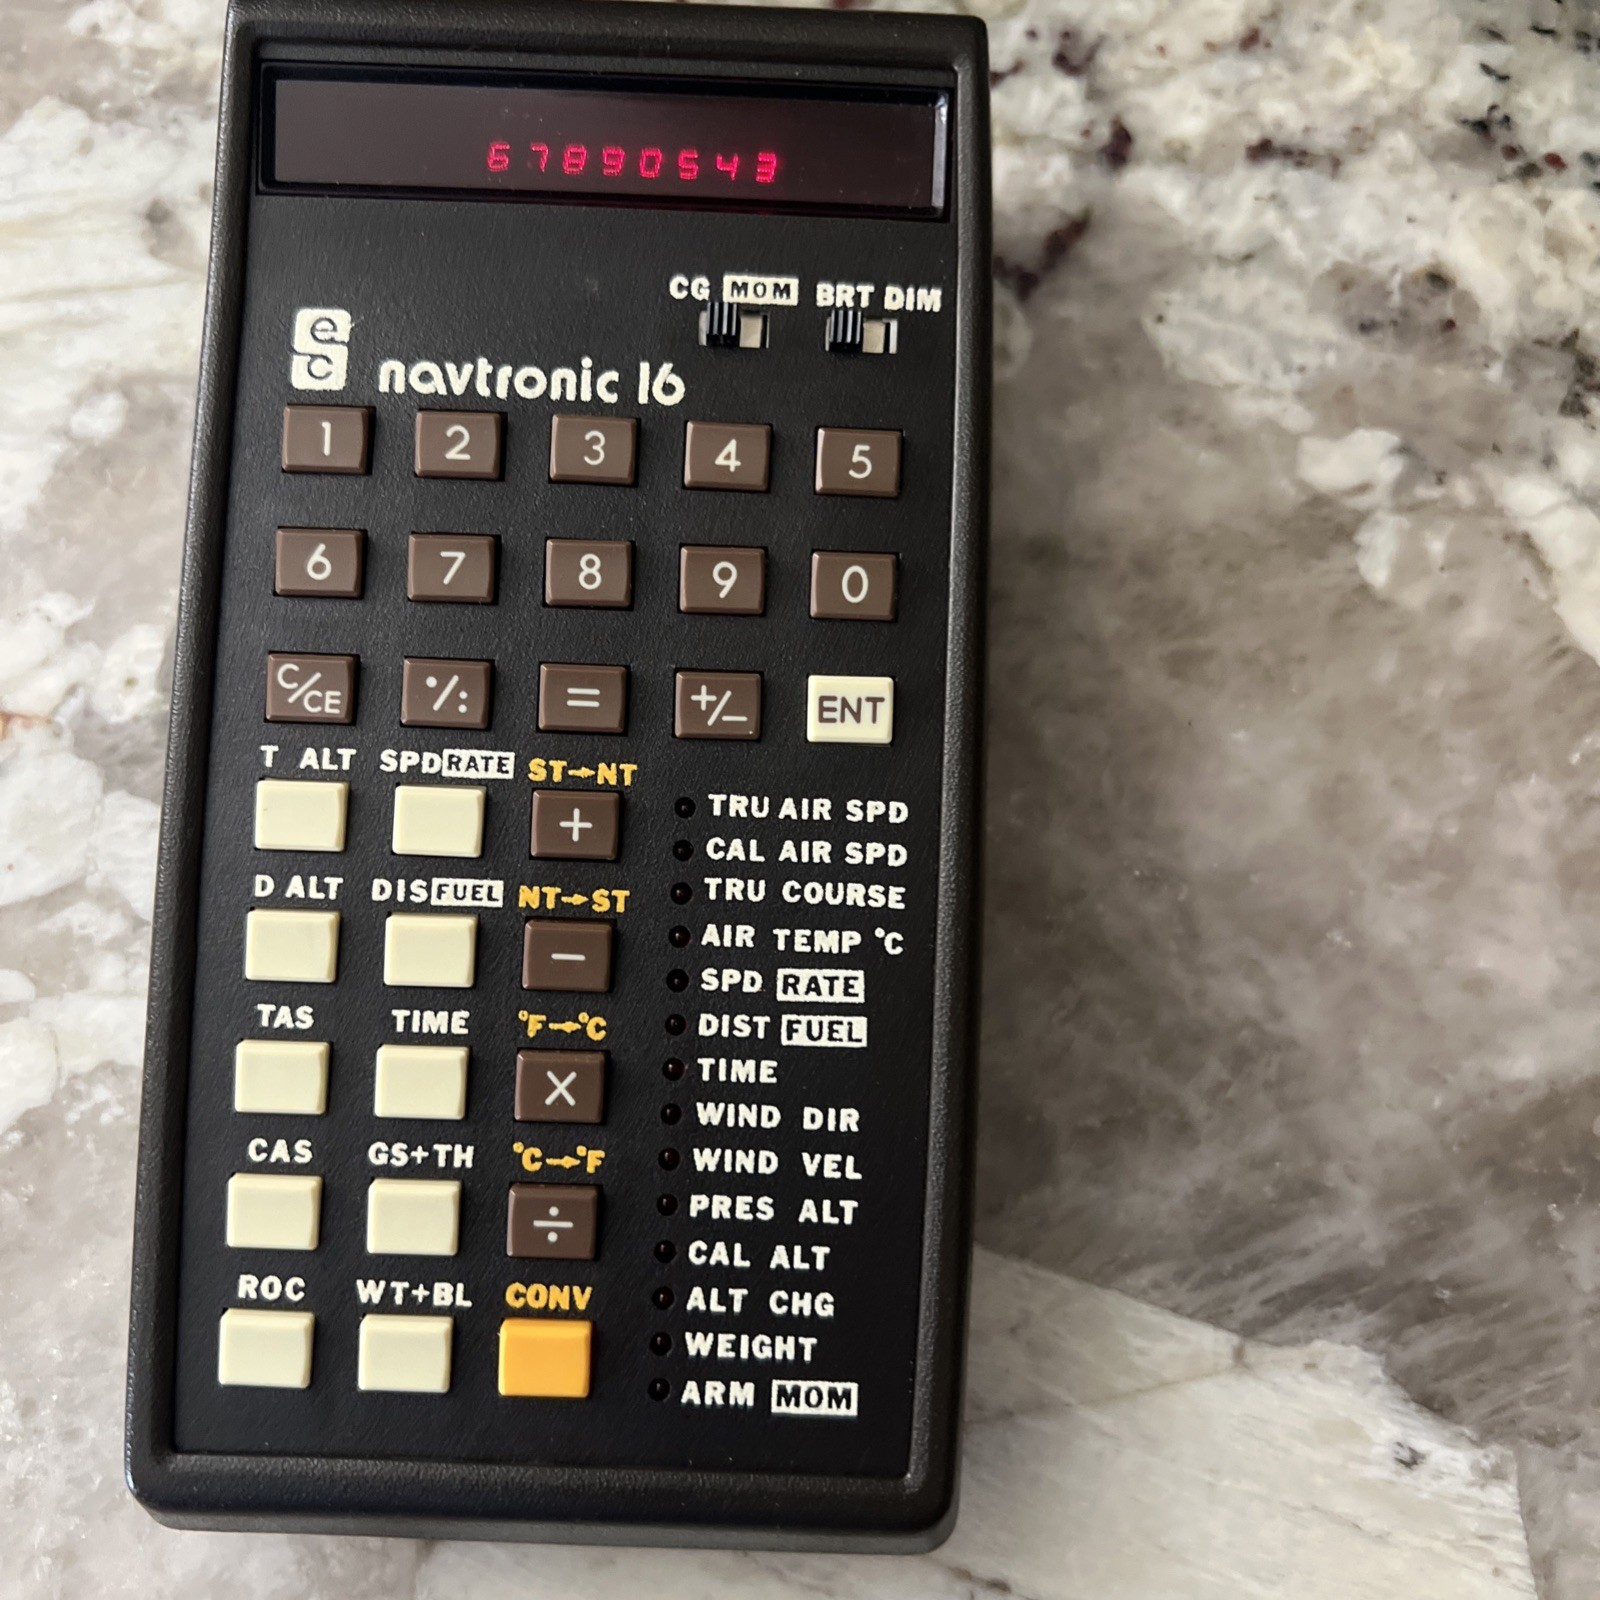 67890543
CG MOM BRT DIM
ec
navtronic 16
1 2 3 4 5
6 7 8 9 0
C/CE •/: = +/− ENT
T ALT SPD RATE ST→NT
+
D ALT DIS FUEL NT→ST
−
TAS TIME °F→°C
×
CAS GS+TH °C→°F
÷
ROC WT+BL CONV
TRU AIR SPD
CAL AIR SPD
TRU COURSE
AIR TEMP °C
SPD RATE
DIST FUEL
TIME
WIND DIR
WIND VEL
PRES ALT
CAL ALT
ALT CHG
WEIGHT
ARM MOM